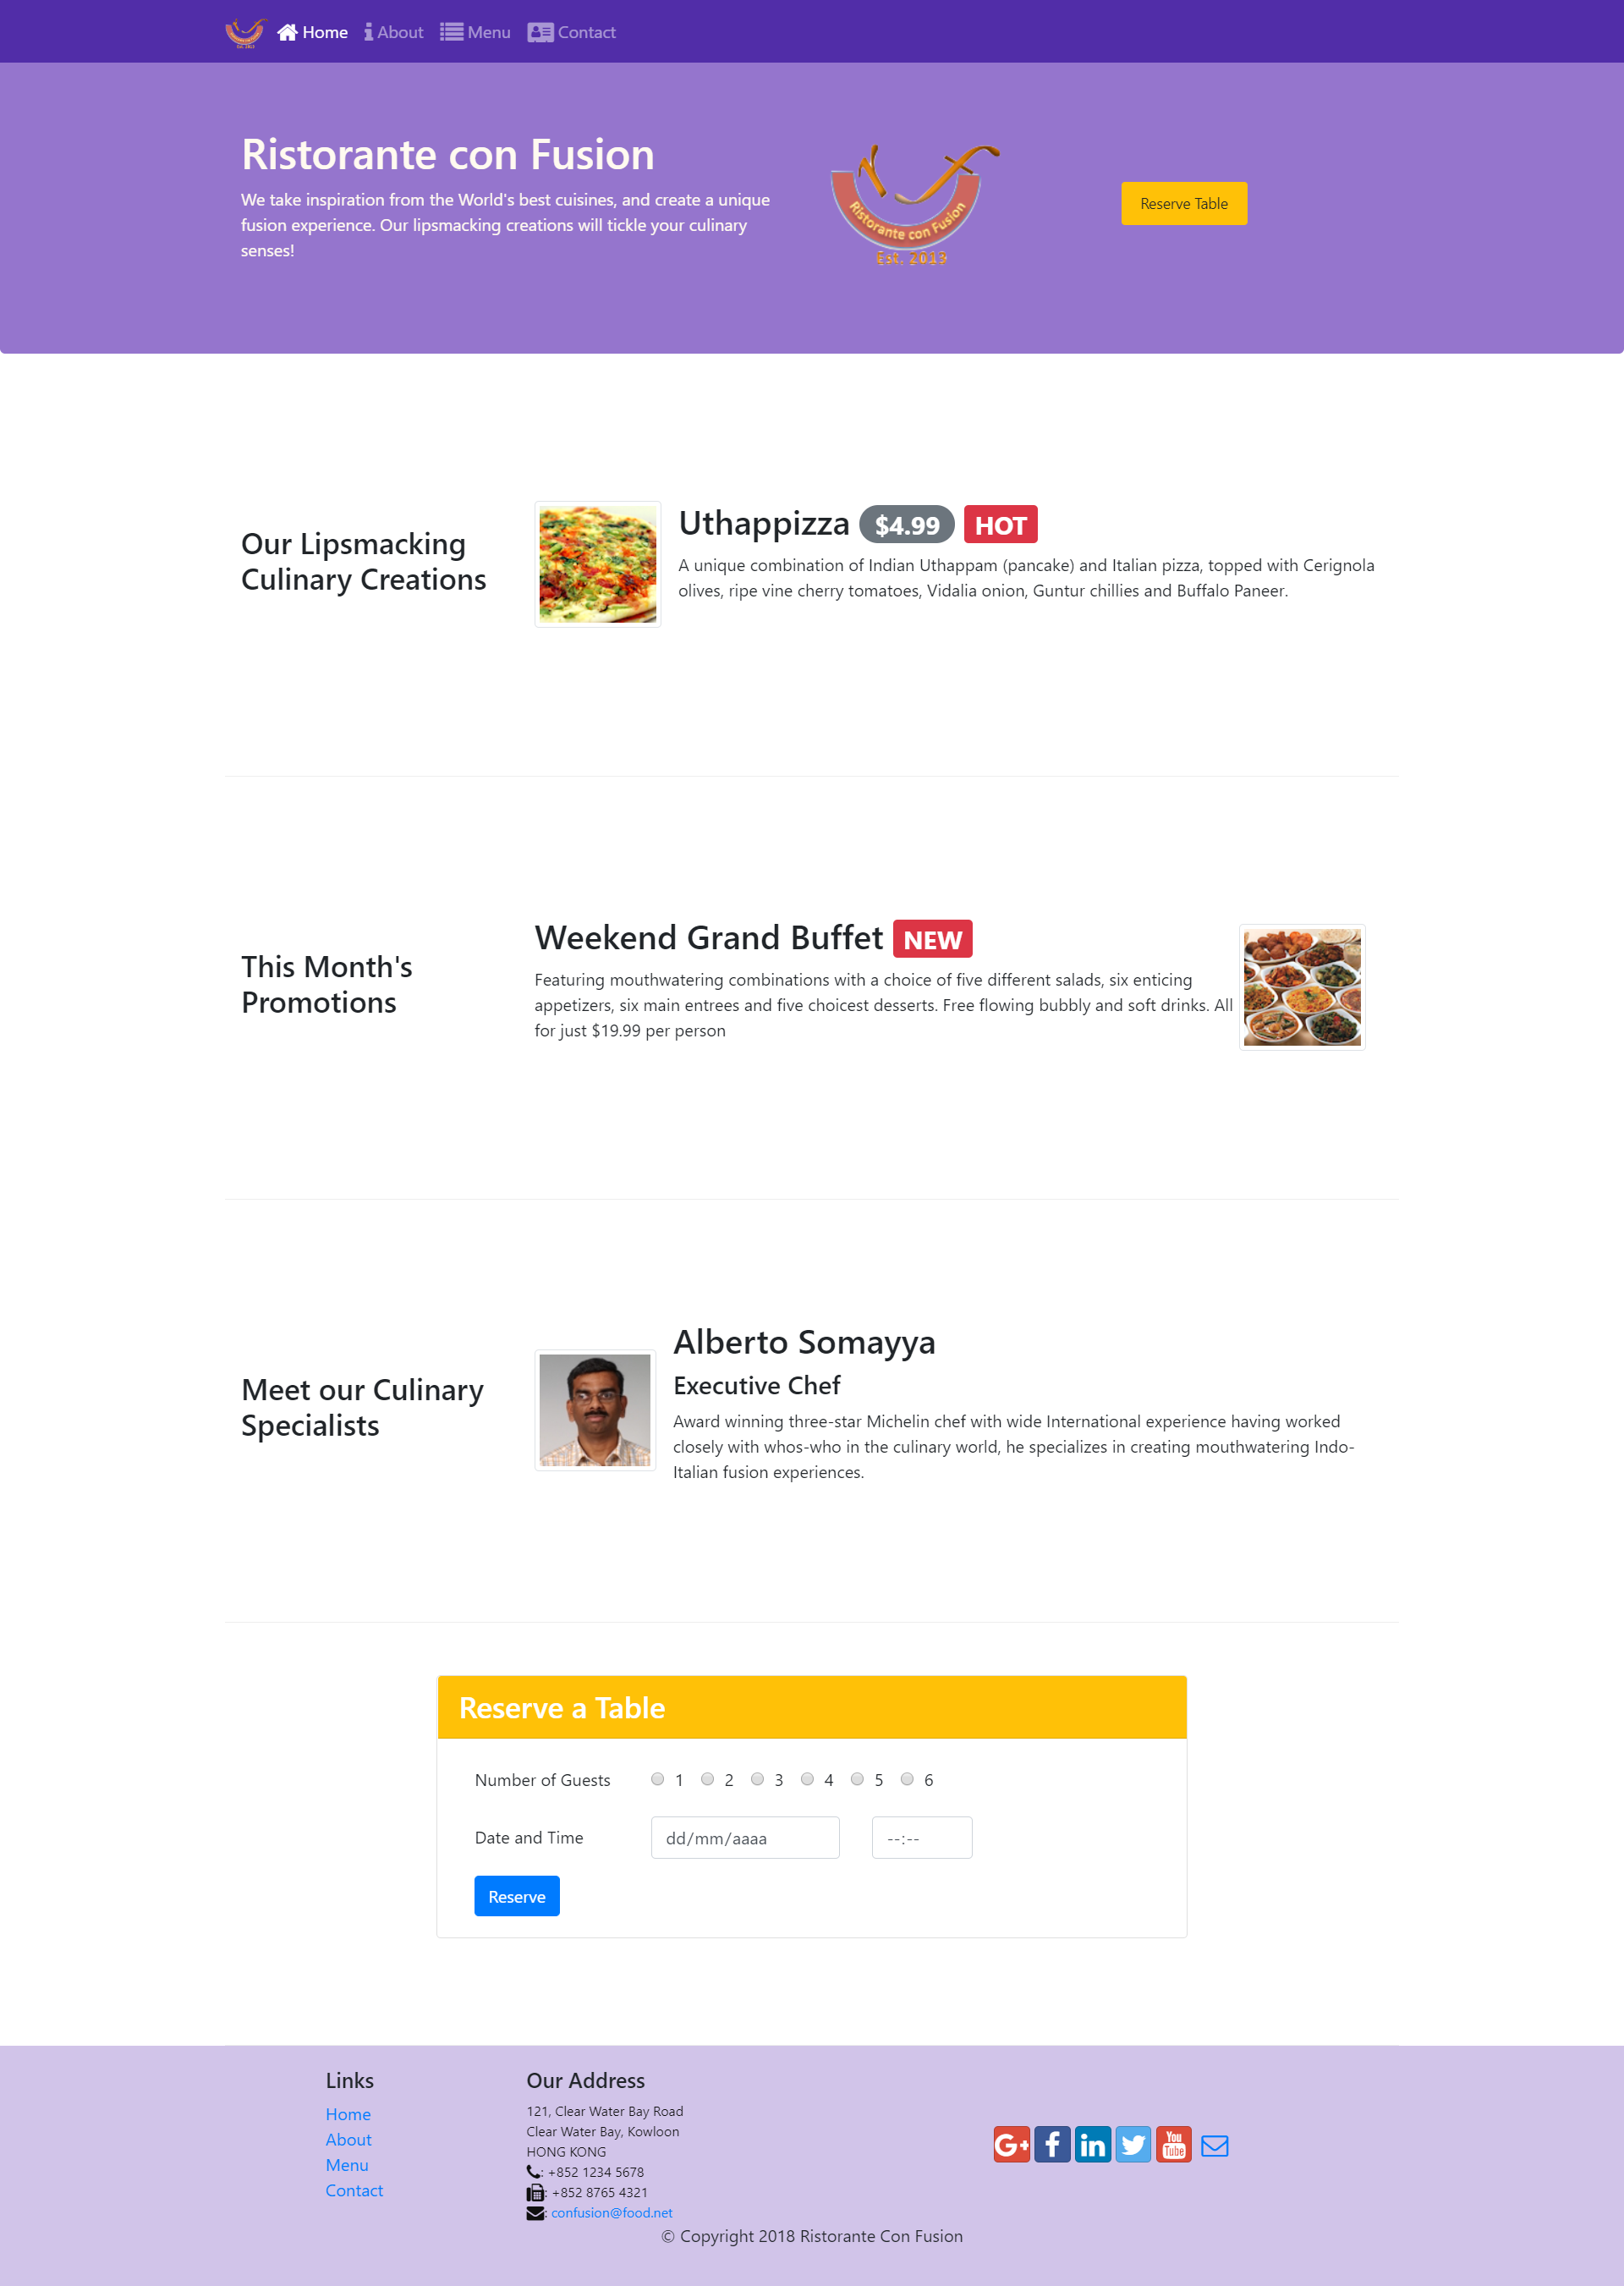 Home About Menu Contact
Ristorante con Fusion
We take inspiration from the World's best cuisines, and create a unique
fusion experience. Our lipsmacking creations will tickle your culinary
senses!
Ristorante con Fusion
Est. 2013
Reserve Table
Our Lipsmacking
Culinary Creations
Uthappizza $4.99 HOT
A unique combination of Indian Uthappam (pancake) and Italian pizza, topped with Cerignola
olives, ripe vine cherry tomatoes, Vidalia onion, Guntur chillies and Buffalo Paneer.
This Month's
Promotions
Weekend Grand Buffet NEW
Featuring mouthwatering combinations with a choice of five different salads, six enticing
appetizers, six main entrees and five choicest desserts. Free flowing bubbly and soft drinks. All
for just $19.99 per person
Meet our Culinary
Specialists
Alberto Somayya
Executive Chef
Award winning three-star Michelin chef with wide International experience having worked
closely with whos-who in the culinary world, he specializes in creating mouthwatering Indo-
Italian fusion experiences.
Reserve a Table
Number of Guests 1 2 3 4 5 6
Date and Time dd/mm/aaaa --:--
Reserve
Links
Home
About
Menu
Contact
Our Address
121, Clear Water Bay Road
Clear Water Bay, Kowloon
HONG KONG
: +852 1234 5678
: +852 8765 4321
: confusion@food.net
G+ f in You Tube
© Copyright 2018 Ristorante Con Fusion